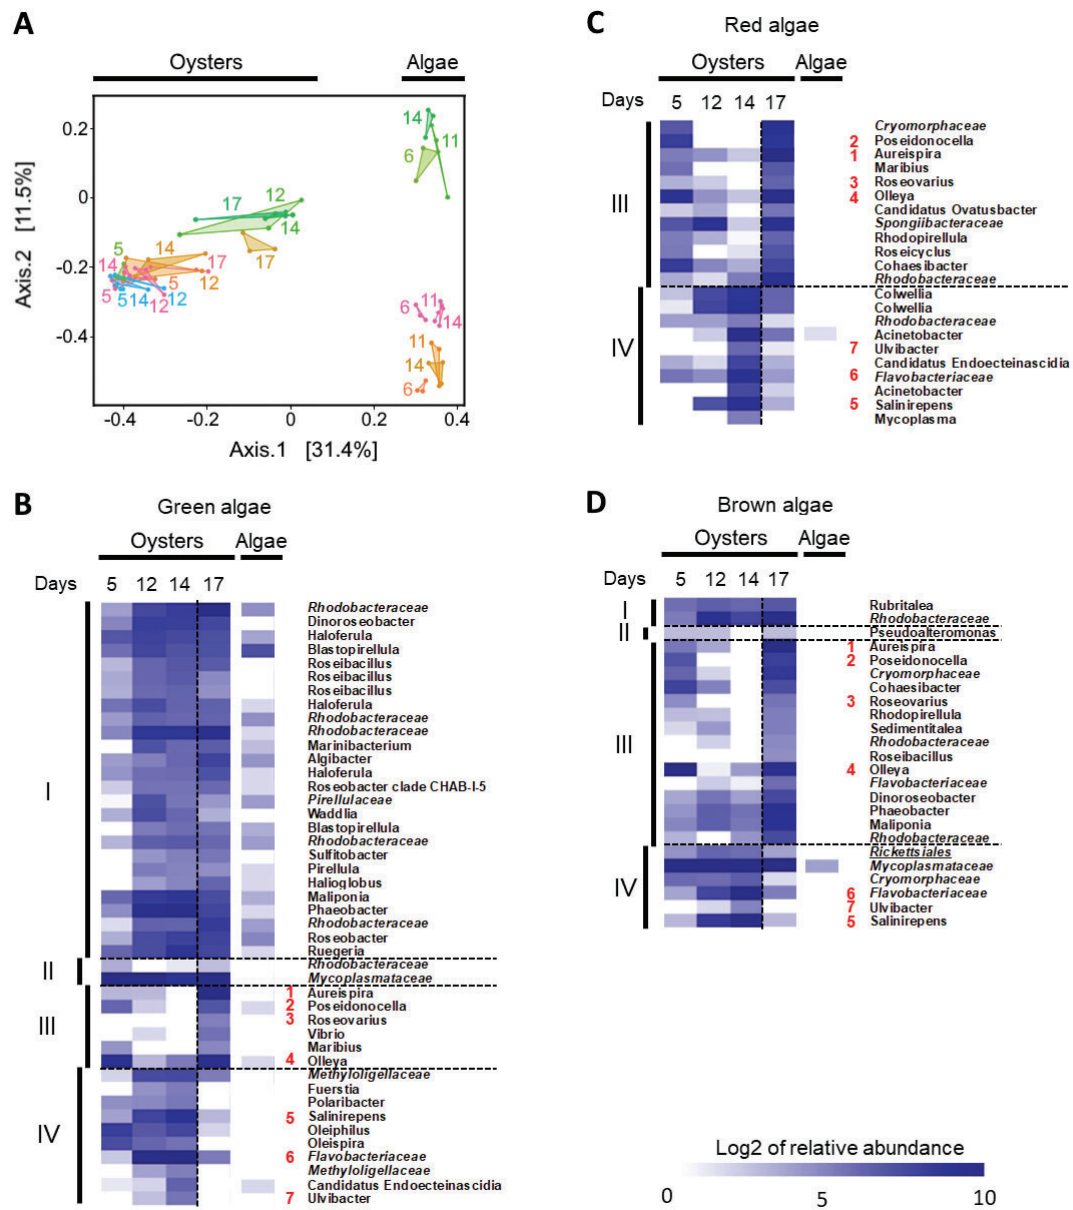 A
Oysters
Algae
0.2
0
-0.2
-0.4
Axis.2 [11.5%]
14
11
6
17
12
14
17
5
14
14
17
5
12
5
5
14
12
12
6
11
14
11
14
6
-0.4
-0.2
0
0.2
0.4
Axis.1 [31.4%]
C
Red algae
Oysters
Algae
Days
5
12
14
17
III
Cryomorphaceae
2 Poseidonocella
1 Aureispira
Maribius
3 Roseovarius
4 Olleya
Candidatus Ovatusbacter
Spongiibacteraceae
Rhodopirellula
Roseicyclus
Cohaesibacter
Rhodobacteraceae
IV
Colwellia
Colwellia
Rhodobacteraceae
Acinetobacter
7 Ulvibacter
Candidatus Endoecteinascidia
6 Flavobacteriaceae
Acinetobacter
5 Salinirepens
Mycoplasma
B
Green algae
Oysters
Algae
Days
5
12
14
17
I
Rhodobacteraceae
Dinoroseobacter
Haloferula
Blastopirellula
Roseibacillus
Roseibacillus
Roseibacillus
Haloferula
Rhodobacteraceae
Rhodobacteraceae
Marinibacterium
Algibacter
Haloferula
Roseobacter clade CHAB-I-5
Pirellulaceae
Waddlia
Blastopirellula
Rhodobacteraceae
Sulfitobacter
Pirellula
Halioglobus
Maliponia
Phaeobacter
Rhodobacteraceae
Roseobacter
Ruegeria
II
Rhodobacteraceae
Mycoplasmataceae
III
1 Aureispira
2 Poseidonocella
3 Roseovarius
Vibrio
Maribius
4 Olleya
IV
Methyloligellaceae
Fuerstia
Polaribacter
5 Salinirepens
Oleiphilus
Oleispira
6 Flavobacteriaceae
Methyloligellaceae
Candidatus Endoecteinascidia
7 Ulvibacter
D
Brown algae
Oysters
Algae
Days
5
12
14
17
I
Rubritalea
Rhodobacteraceae
II
Pseudoalteromonas
III
1 Aureispira
2 Poseidonocella
Cryomorphaceae
Cohaesibacter
3 Roseovarius
Rhodopirellula
Sedimentitalea
Rhodobacteraceae
Roseibacillus
4 Olleya
Flavobacteriaceae
Dinoroseobacter
Phaeobacter
Maliponia
Rhodobacteraceae
IV
Rickettsiales
Mycoplasmataceae
Cryomorphaceae
6 Flavobacteriaceae
7 Ulvibacter
5 Salinirepens
Log2 of relative abundance
0
5
10